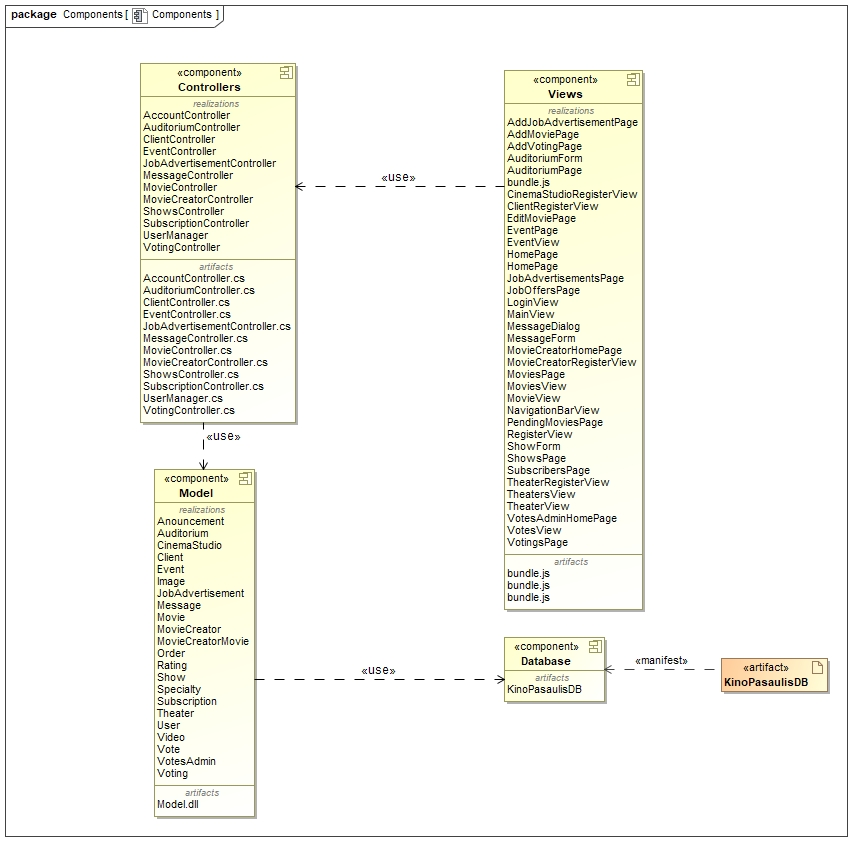 package Components [ Components ]
«component»
Controllers
realizations
AccountController
AuditoriumController
ClientController
EventController
JobAdvertisementController
MessageController
MovieController
MovieCreatorController
ShowsController
SubscriptionController
UserManager
VotingController
artifacts
AccountController.cs
AuditoriumController.cs
ClientController.cs
EventController.cs
JobAdvertisementController.cs
MessageController.cs
MovieController.cs
MovieCreatorController.cs
ShowsController.cs
SubscriptionController.cs
UserManager.cs
VotingController.cs
«use»
«component»
Views
realizations
AddJobAdvertisementPage
AddMoviePage
AddVotingPage
AuditoriumForm
AuditoriumPage
bundle.js
CinemaStudioRegisterView
ClientRegisterView
EditMoviePage
EventPage
EventView
HomePage
HomePage
JobAdvertisementsPage
JobOffersPage
LoginView
MainView
MessageDialog
MessageForm
MovieCreatorHomePage
MovieCreatorRegisterView
MoviesPage
MoviesView
MovieView
NavigationBarView
PendingMoviesPage
RegisterView
ShowForm
ShowsPage
SubscribersPage
TheaterRegisterView
TheatersView
TheaterView
VotesAdminHomePage
VotesView
VotingsPage
artifacts
bundle.js
bundle.js
bundle.js
«use»
«component»
Model
realizations
Anouncement
Auditorium
CinemaStudio
Client
Event
Image
JobAdvertisement
Message
Movie
MovieCreator
MovieCreatorMovie
Order
Rating
Show
Specialty
Subscription
Theater
User
Video
Vote
VotesAdmin
Voting
artifacts
Model.dll
«use»
«component»
Database
artifacts
KinoPasaulisDB
«manifest»
«artifact»
KinoPasaulisDB